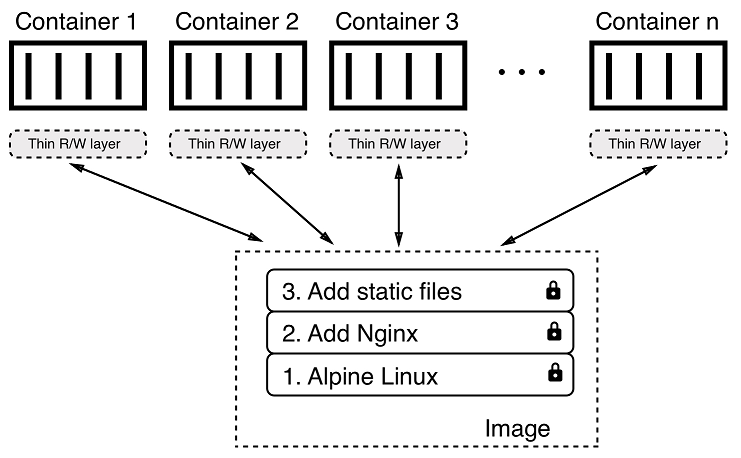 Container 1
Container 2
Container 3
Container n
Thin R/W layer
Thin R/W layer
Thin R/W layer
Thin R/W layer
3. Add static files
2. Add Nginx
1. Alpine Linux
Image